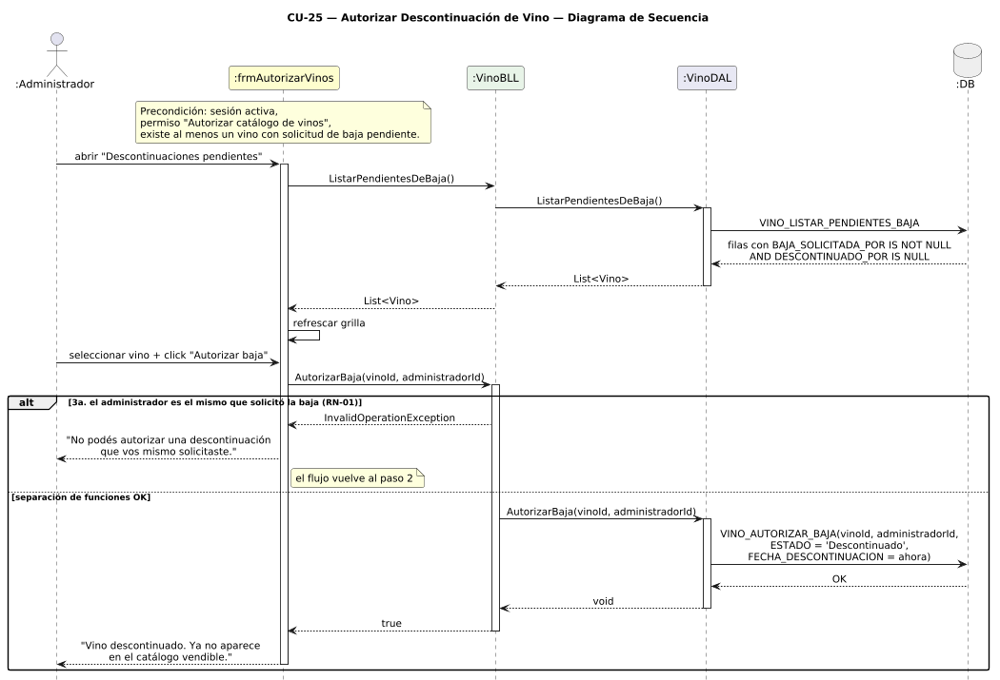 CU-25 — Autorizar Descontinuación de Vino — Diagrama de Secuencia
:Administrador
:frmAutorizarVinos
:VinoBLL
:VinoDAL
:DB
Precondición: sesión activa,
permiso "Autorizar catálogo de vinos",
existe al menos un vino con solicitud de baja pendiente.
abrir "Descontinuaciones pendientes"
ListarPendientesDeBaja()
ListarPendientesDeBaja()
VINO_LISTAR_PENDIENTES_BAJA
filas con BAJA_SOLICITADA_POR IS NOT NULL
AND DESCONTINUADO_POR IS NULL
List<Vino>
List<Vino>
refrescar grilla
seleccionar vino + click "Autorizar baja"
AutorizarBaja(vinoId, administradorId)
alt
[3a. el administrador es el mismo que solicitó la baja (RN-01)]
InvalidOperationException
"No podés autorizar una descontinuación
que vos mismo solicitaste."
el flujo vuelve al paso 2
[separación de funciones OK]
AutorizarBaja(vinoId, administradorId)
VINO_AUTORIZAR_BAJA(vinoId, administradorId,
ESTADO = 'Descontinuado',
FECHA_DESCONTINUACION = ahora)
OK
void
true
"Vino descontinuado. Ya no aparece
en el catálogo vendible."